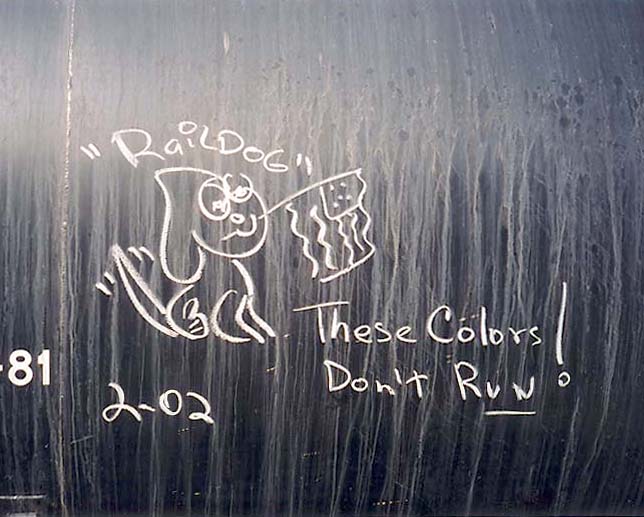 "RaiLDOG"
These Colors
Don't Run!
-81
2-02